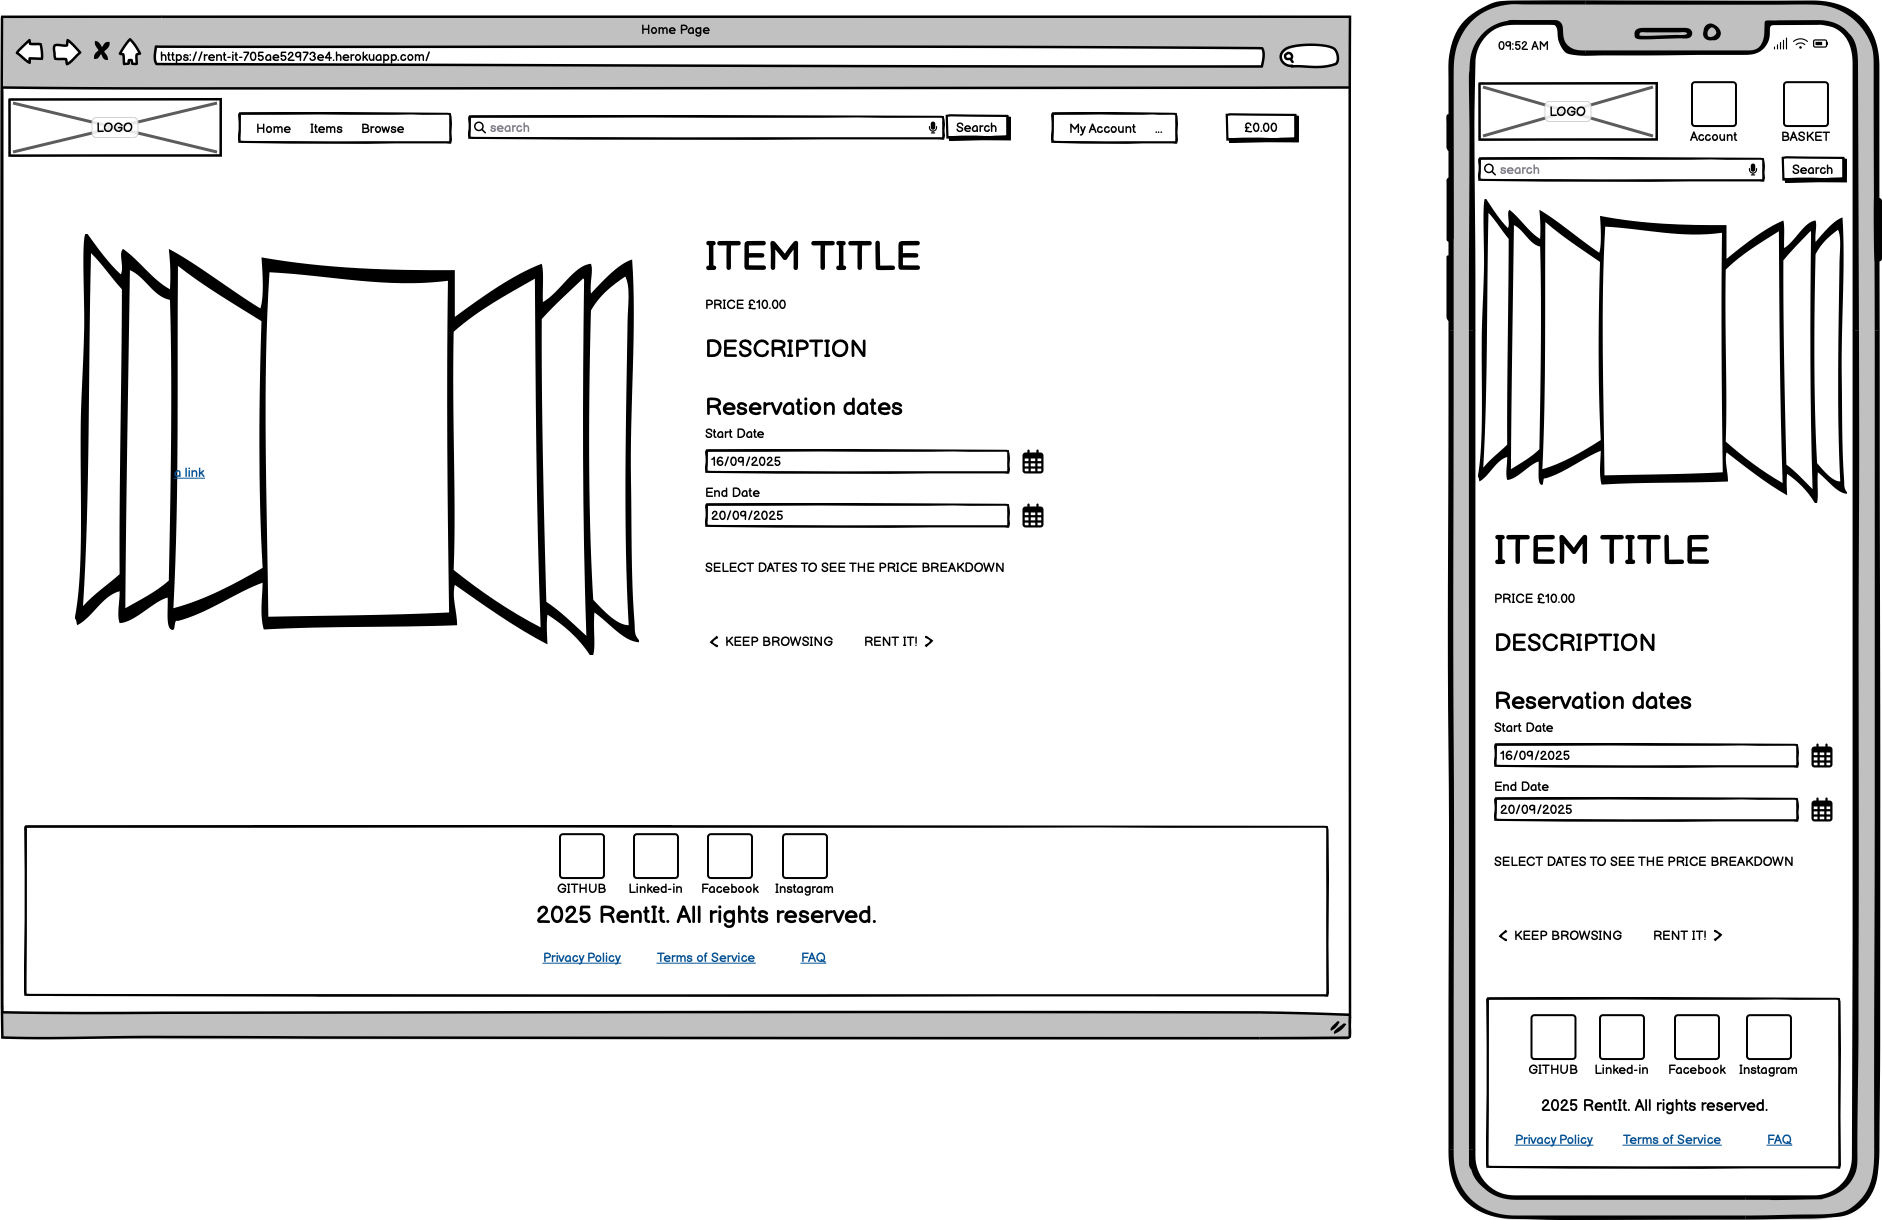 Home Page
https://rent-it-705ae52973e4.herokuapp.com/
LOGO
Home Items Browse
search
Search
My Account ...
£0.00
ITEM TITLE
PRICE £10.00
DESCRIPTION
Reservation dates
Start Date
16/09/2025
End Date
20/09/2025
a link
SELECT DATES TO SEE THE PRICE BREAKDOWN
< KEEP BROWSING RENT IT! >
GITHUB Linked-in Facebook Instagram
2025 RentIt. All rights reserved.
Privacy Policy Terms of Service FAQ
09:52 AM
LOGO
Account
BASKET
search
Search
ITEM TITLE
PRICE £10.00
DESCRIPTION
Reservation dates
Start Date
16/09/2025
End Date
20/09/2025
SELECT DATES TO SEE THE PRICE BREAKDOWN
< KEEP BROWSING RENT IT! >
GITHUB Linked-in Facebook Instagram
2025 RentIt. All rights reserved.
Privacy Policy Terms of Service FAQ